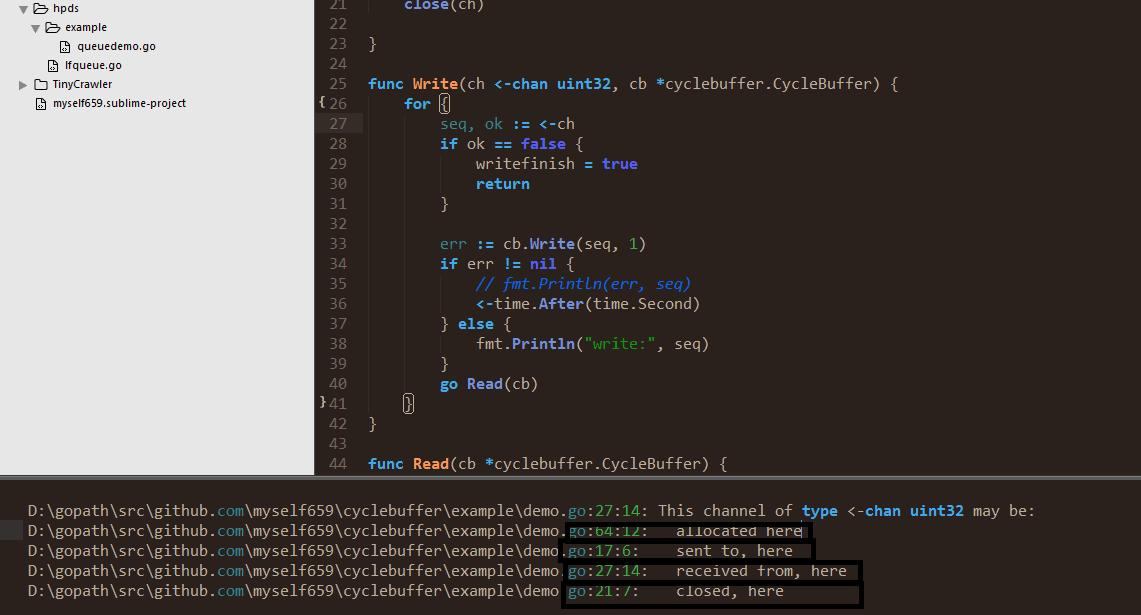 hpds
example
queuedemo.go
lfqueue.go
TinyCrawler
myself659.sublime-project
21 close(ch)
22
23 }
24
25 func Write(ch <-chan uint32, cb *cyclebuffer.CycleBuffer) {
26 for {
27 seq, ok := <-ch
28 if ok == false {
29 writefinish = true
30 return
31 }
32
33 err := cb.Write(seq, 1)
34 if err != nil {
35 // fmt.Println(err, seq)
36 <-time.After(time.Second)
37 } else {
38 fmt.Println("write:", seq)
39 }
40 go Read(cb)
41 }
42 }
43
44 func Read(cb *cyclebuffer.CycleBuffer) {
D:\gopath\src\github.com\myself659\cyclebuffer\example\demo.go:27:14: This channel of type <-chan uint32 may be:
D:\gopath\src\github.com\myself659\cyclebuffer\example\demo.go:64:12: allocated here
D:\gopath\src\github.com\myself659\cyclebuffer\example\demo.go:17:6: sent to, here
D:\gopath\src\github.com\myself659\cyclebuffer\example\demo.go:27:14: received from, here
D:\gopath\src\github.com\myself659\cyclebuffer\example\demo.go:21:7: closed, here